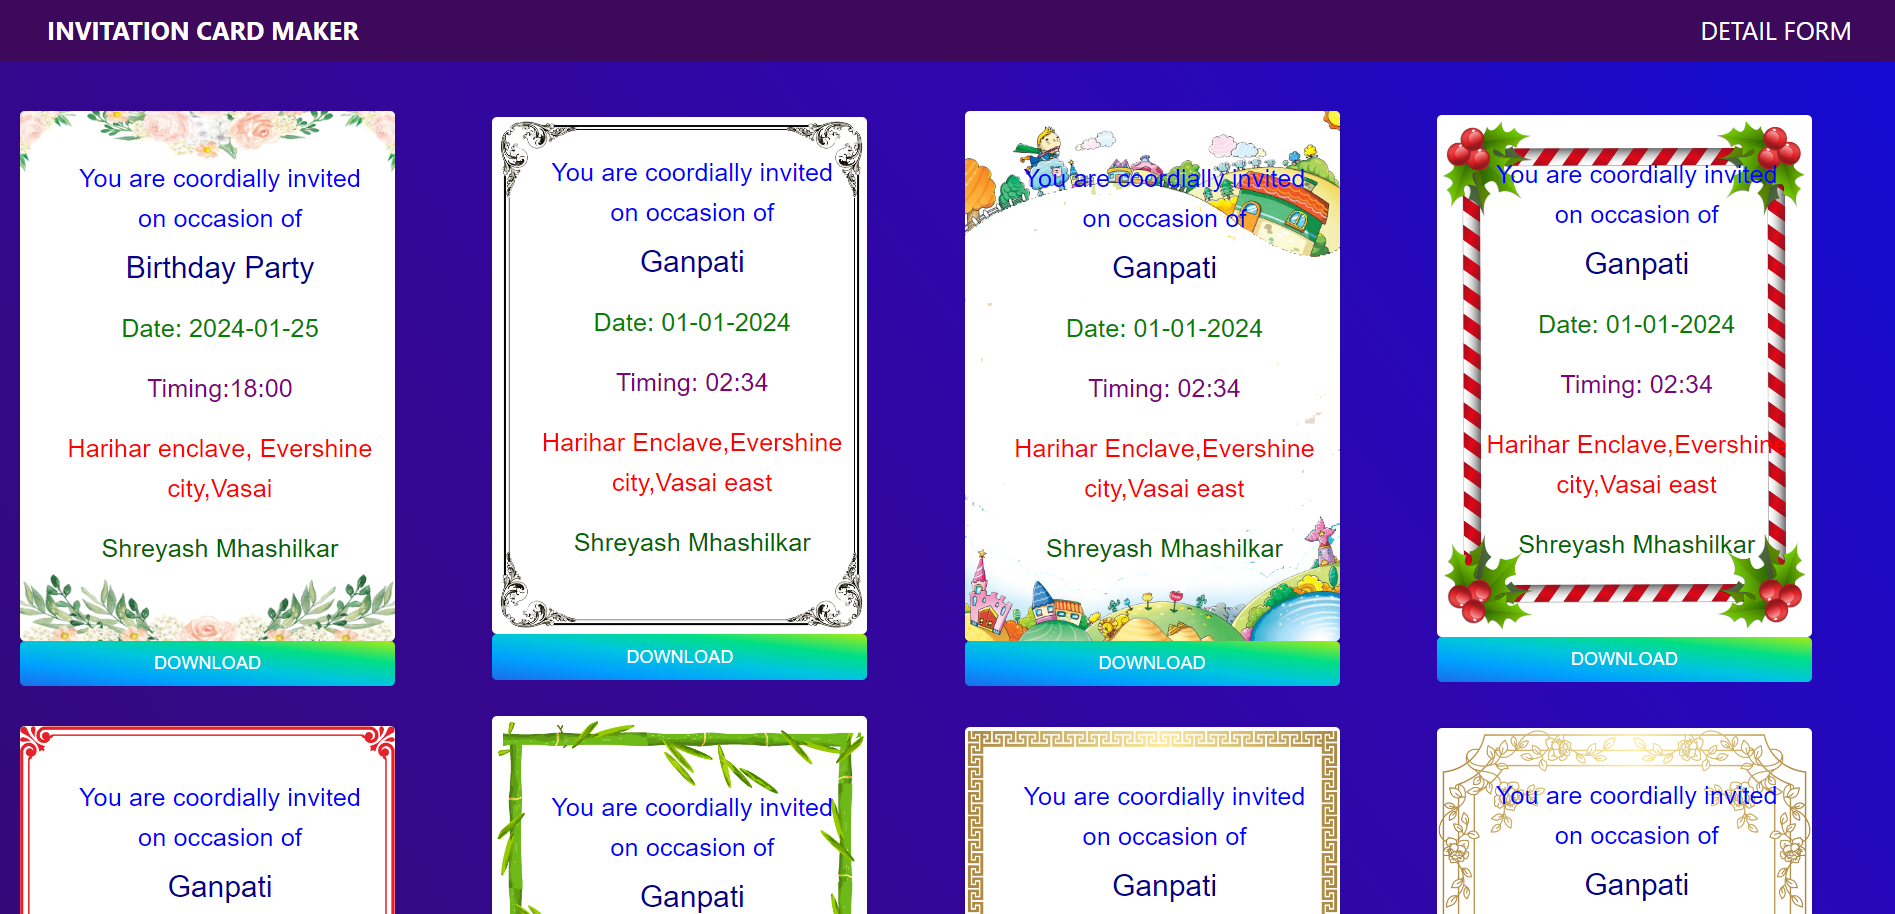 INVITATION CARD MAKER
DETAIL FORM
You are coordially invited
on occasion of
Birthday Party
Date: 2024-01-25
Timing:18:00
Harihar enclave, Evershine
city,Vasai
Shreyash Mhashilkar
DOWNLOAD
You are coordially invited
on occasion of
Ganpati
Date: 01-01-2024
Timing: 02:34
Harihar Enclave,Evershine
city,Vasai east
Shreyash Mhashilkar
DOWNLOAD
You are coordially invited
on occasion of
Ganpati
Date: 01-01-2024
Timing: 02:34
Harihar Enclave,Evershine
city,Vasai east
Shreyash Mhashilkar
DOWNLOAD
You are coordially invited
on occasion of
Ganpati
Date: 01-01-2024
Timing: 02:34
Harihar Enclave,Evershine
city,Vasai east
Shreyash Mhashilkar
DOWNLOAD
You are coordially invited
on occasion of
Ganpati
You are coordially invited
on occasion of
Ganpati
You are coordially invited
on occasion of
Ganpati
You are coordially invited
on occasion of
Ganpati